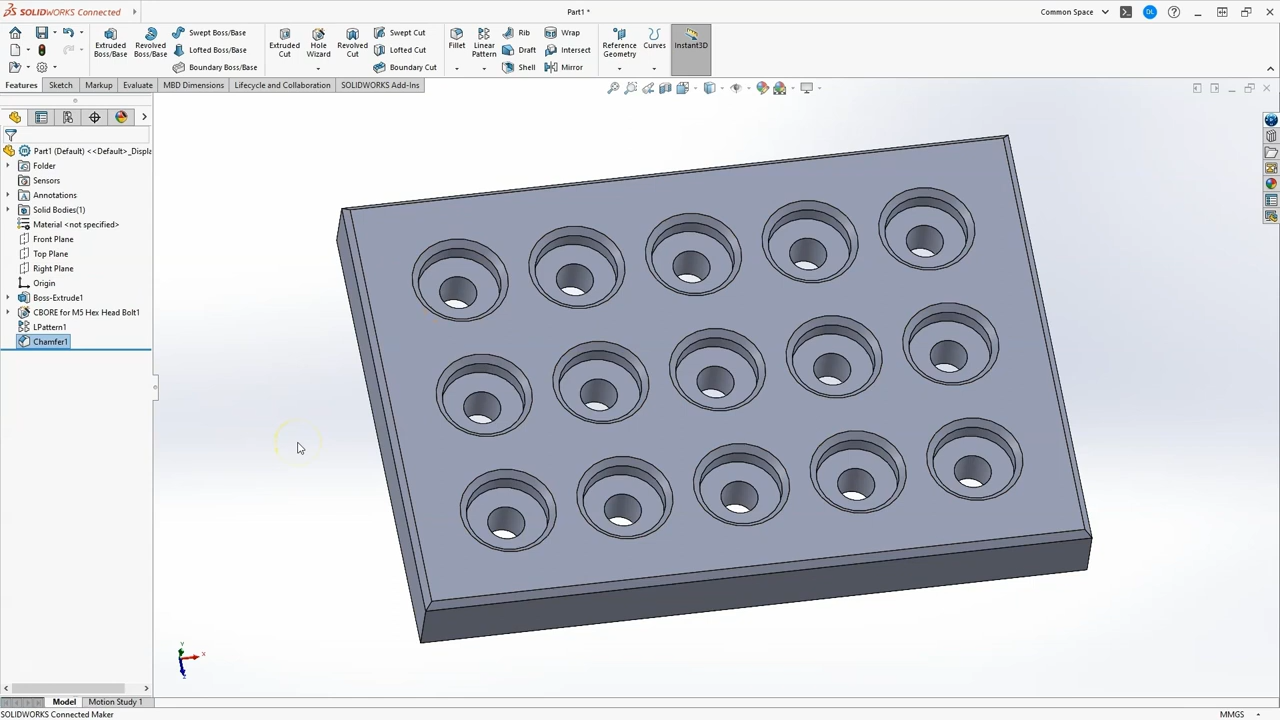 SOLIDWORKS Connected
Part1 *
Common Space
DL
Extruded Boss/Base
Revolved Boss/Base
Swept Boss/Base
Lofted Boss/Base
Boundary Boss/Base
Extruded Cut
Hole Wizard
Revolved Cut
Swept Cut
Lofted Cut
Boundary Cut
Fillet
Linear Pattern
Rib
Draft
Shell
Wrap
Intersect
Mirror
Reference Geometry
Curves
Instant3D
Features
Sketch
Markup
Evaluate
MBD Dimensions
Lifecycle and Collaboration
SOLIDWORKS Add-Ins
Part1 (Default) <<Default>_Displa
Folder
Sensors
Annotations
Solid Bodies(1)
Material <not specified>
Front Plane
Top Plane
Right Plane
Origin
Boss-Extrude1
CBORE for M5 Hex Head Bolt1
LPattern1
Chamfer1
Y
X
Z
Model
Motion Study 1
SOLIDWORKS Connected Maker
MMGS